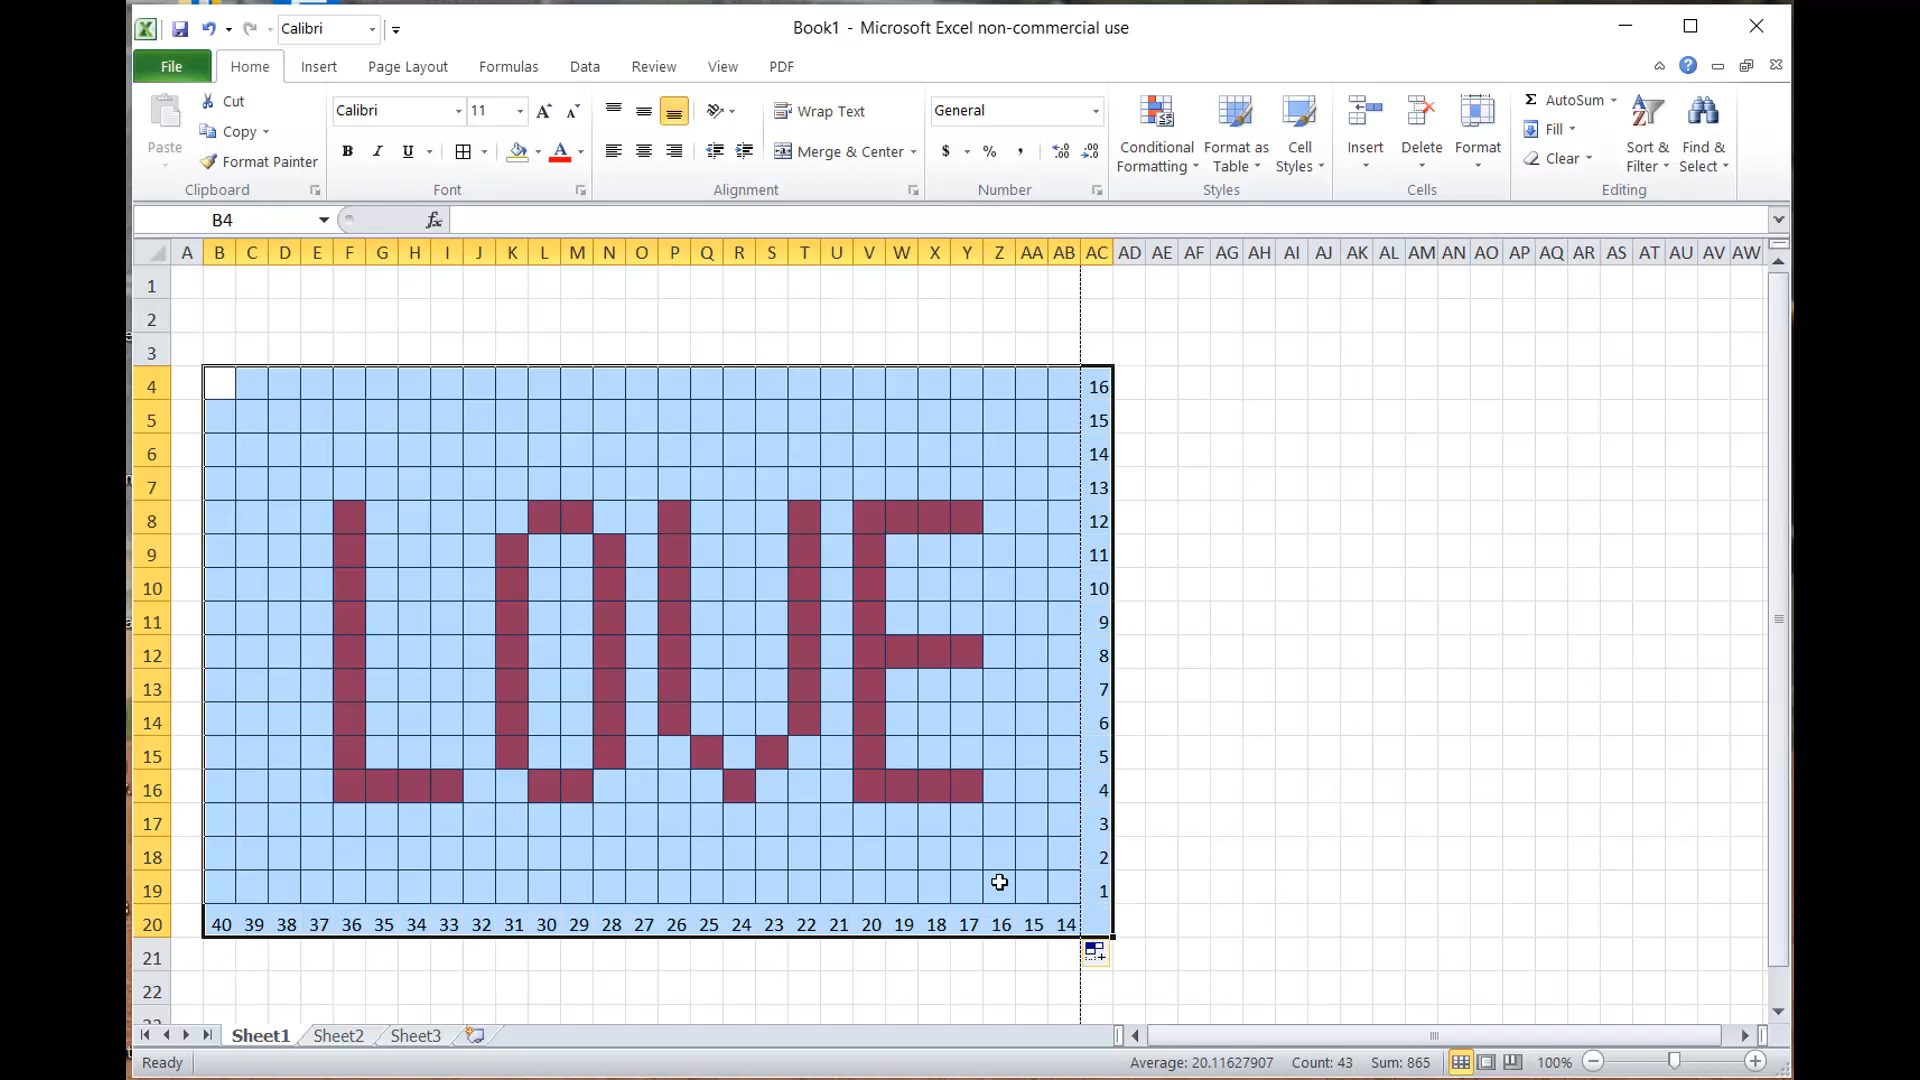 Calibri
Book1 - Microsoft Excel non-commercial use
File Home Insert Page Layout Formulas Data Review View PDF
Paste
Cut
Copy
Format Painter
Clipboard
Calibri 11
B I U A
Font
Wrap Text
Merge & Center
Alignment
General
$ % ,
Number
Conditional Formatting
Format as Table
Cell Styles
Styles
Insert Delete Format
Cells
Σ AutoSum
Fill
Clear
Sort & Filter
Find & Select
Editing
B4 fx
A B C D E F G H I J K L M N O P Q R S T U V W X Y Z AA AB AC AD AE AF AG AH AI AJ AK AL AM AN AO AP AQ AR AS AT AU AV AW
1
2
3
4 16
5 15
6 14
7 13
8 12
9 11
10 10
11 9
12 8
13 7
14 6
15 5
16 4
17 3
18 2
19 1
LOVE
20 40 39 38 37 36 35 34 33 32 31 30 29 28 27 26 25 24 23 22 21 20 19 18 17 16 15 14
21
22
Sheet1 Sheet2 Sheet3
Ready Average: 20.11627907 Count: 43 Sum: 865 100%